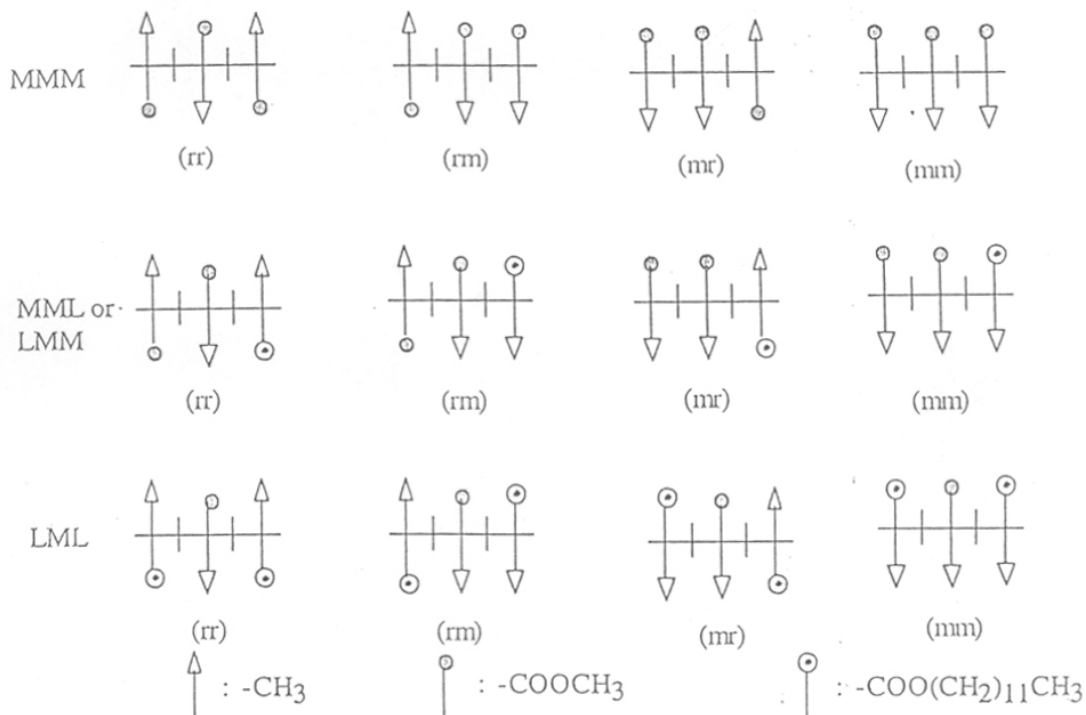 MMM
(rr) (rm) (mr) (mm)
MML or
LMM
(rr) (rm) (mr) (mm)
LML
(rr) (rm) (mr) (mm)
: -CH3 : -COOCH3 : -COO(CH2)11CH3